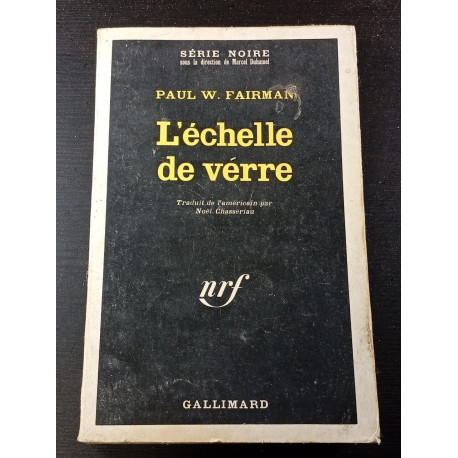 SÉRIE NOIRE
sous la direction de Marcel Duhamel
PAUL W. FAIRMAN
L'échelle
de vérre
Traduit de l'américain par
Noël Chassériau
nrf
GALLIMARD